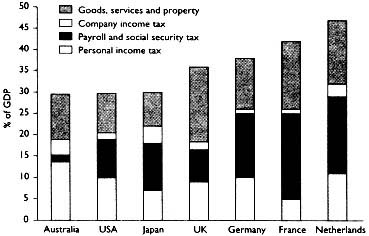 % of GDP
50
45
40
35
30
25
20
15
10
5
0
Goods, services and property
Company income tax
Payroll and social security tax
Personal income tax
Australia USA Japan UK Germany France Netherlands